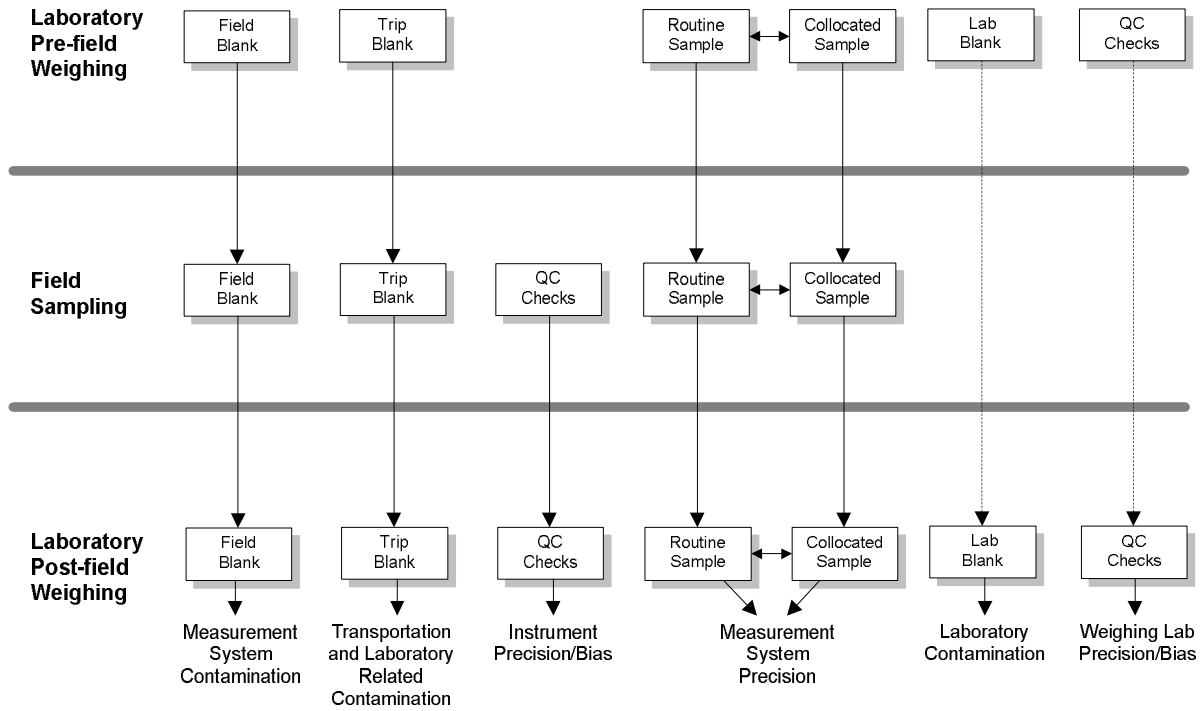 Laboratory
Pre-field
Weighing
Field
Blank
Trip
Blank
Routine
Sample
Collocated
Sample
Lab
Blank
QC
Checks
Field
Sampling
Field
Blank
Trip
Blank
QC
Checks
Routine
Sample
Collocated
Sample
Laboratory
Post-field
Weighing
Field
Blank
Trip
Blank
QC
Checks
Routine
Sample
Collocated
Sample
Lab
Blank
QC
Checks
Measurement
System
Contamination
Transportation
and Laboratory
Related
Contamination
Instrument
Precision/Bias
Measurement
System
Precision
Laboratory
Contamination
Weighing Lab
Precision/Bias